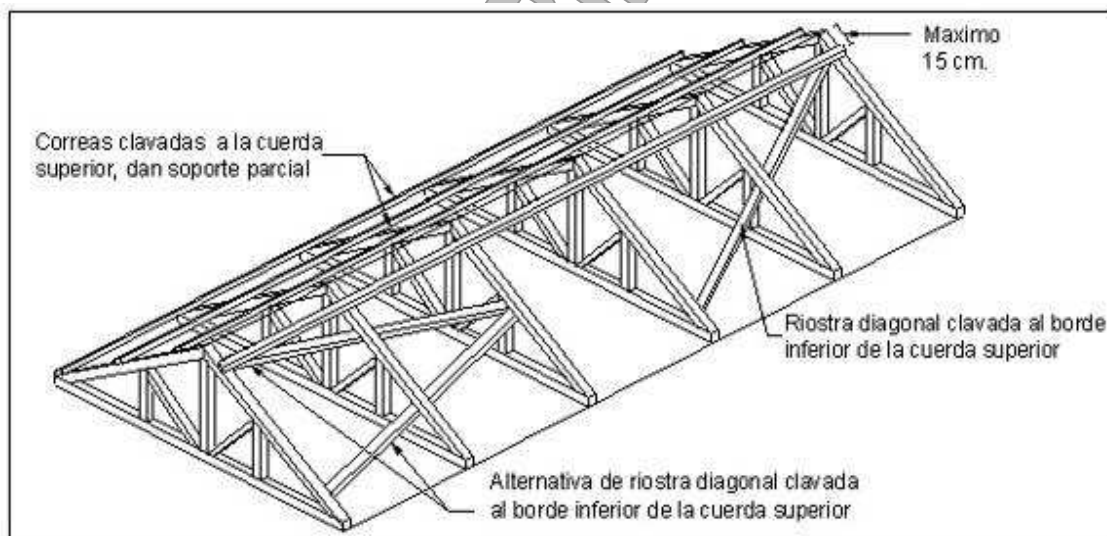 Maximo
15 cm.
Correas clavadas a la cuerda
superior, dan soporte parcial
Riostra diagonal clavada al borde
inferior de la cuerda superior
Alternativa de riostra diagonal clavada
al borde inferior de la cuerda superior